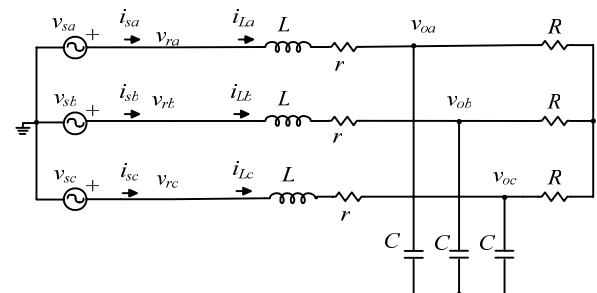 v_sa + i_sa v_ra i_La L r v_oa R
v_sb + i_sb v_rb i_Lb L r v_ob R
v_sc + i_sc v_rc i_Lc L r v_oc R
C C C